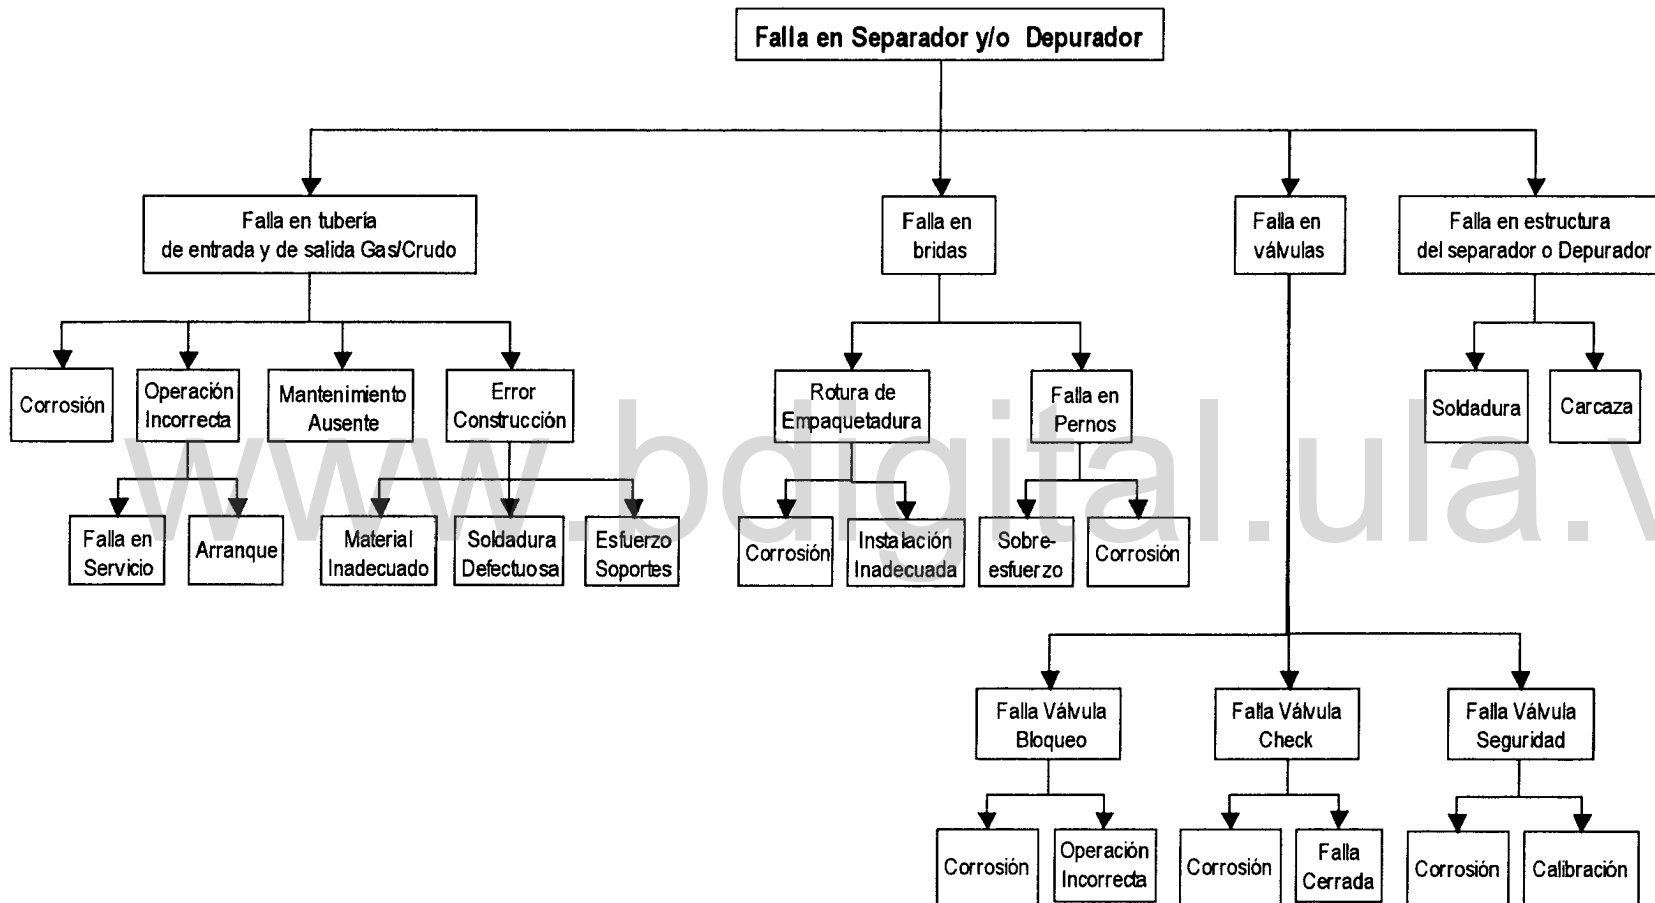 Falla en Separador y/o Depurador
Falla en tubería
de entrada y de salida Gas/Crudo
Falla en
bridas
Falla en
válvulas
Falla en estructura
del separador o Depurador
Corrosión
Operación
Incorrecta
Mantenimiento
Ausente
Error
Construcción
Rotura de
Empaquetadura
Falla en
Pernos
Soldadura
Carcaza
www.bdigital.ula.v
Falla en
Servicio
Arranque
Material
Inadecuado
Soldadura
Defectuosa
Esfuerzo
Soportes
Corrosión
Instalación
Inadecuada
Sobre-
esfuerzo
Corrosión
Falla Válvula
Bloqueo
Falla Válvula
Check
Falla Válvula
Seguridad
Corrosión
Operación
Incorrecta
Corrosión
Falla
Cerrada
Corrosión
Calibración